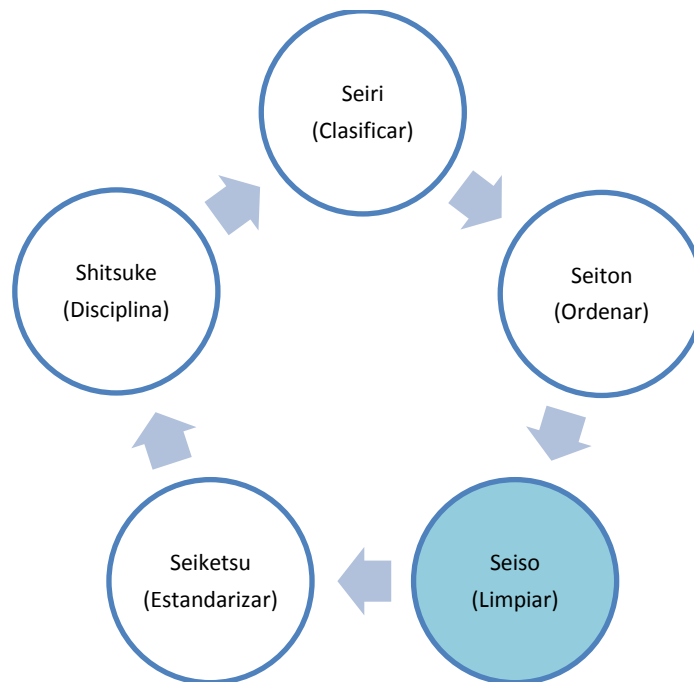 Seiri
(Clasificar)
Seiton
(Ordenar)
Seiso
(Limpiar)
Seiketsu
(Estandarizar)
Shitsuke
(Disciplina)